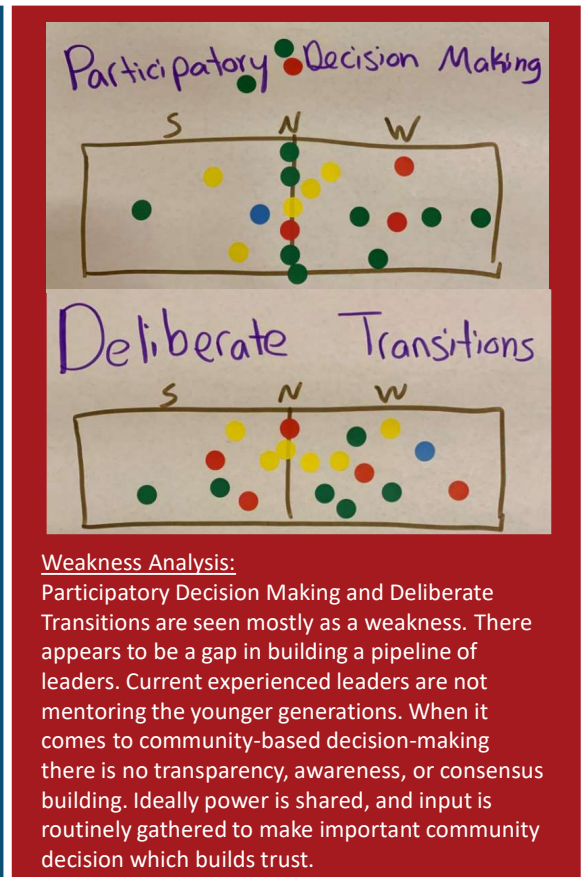 Participatory Decision Making
S N W
Deliberate Transitions
S N W
Weakness Analysis:
Participatory Decision Making and Deliberate
Transitions are seen mostly as a weakness. There
appears to be a gap in building a pipeline of
leaders. Current experienced leaders are not
mentoring the younger generations. When it
comes to community-based decision-making
there is no transparency, awareness, or consensus
building. Ideally power is shared, and input is
routinely gathered to make important community
decision which builds trust.